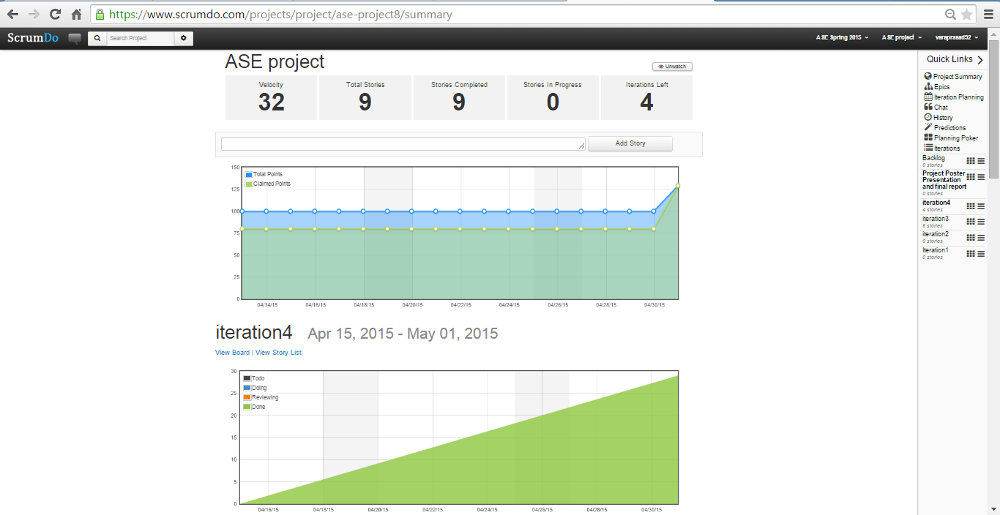 https://www.scrumdo.com/projects/project/ase-project8/summary
ScrumDo
Search Project
ASE Spring 2015
ASE project
varaprasad92
ASE project
Unwatch
Velocity
32
Total Stories
9
Stories Completed
9
Stories In Progress
0
Iterations Left
4
Add Story
150
125
100
75
50
25
0
Total Points
Claimed Points
04/14/15 04/16/15 04/18/15 04/20/15 04/22/15 04/24/15 04/26/15 04/28/15 04/30/15
iteration4 Apr 15, 2015 - May 01, 2015
View Board | View Story List
30
25
20
15
10
5
0
Todo
Doing
Reviewing
Done
04/16/15 04/18/15 04/20/15 04/22/15 04/24/15 04/26/15 04/28/15 04/30/15
Quick Links
Project Summary
Epics
Iteration Planning
Chat
History
Predictions
Planning Poker
Iterations
Backlog
0 stories
Project Poster
Presentation
and final report
0 stories
iteration4
4 stories
iteration3
iteration2
0 stories
Iteration1
0 stories